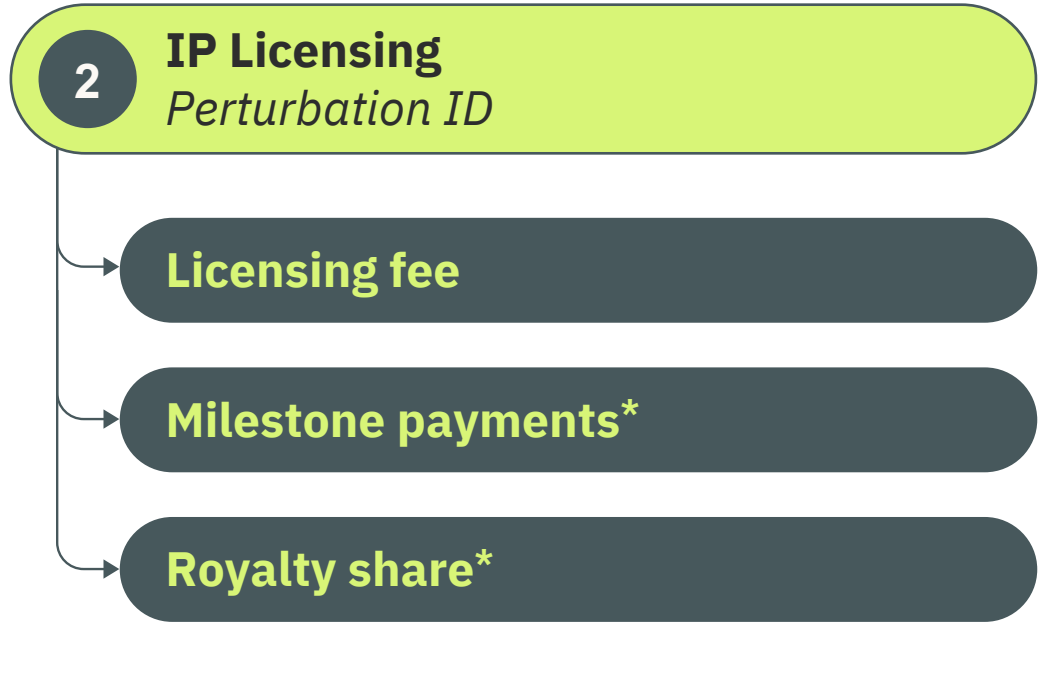 2
IP Licensing
Perturbation ID
Licensing fee
Milestone payments*
Royalty share*